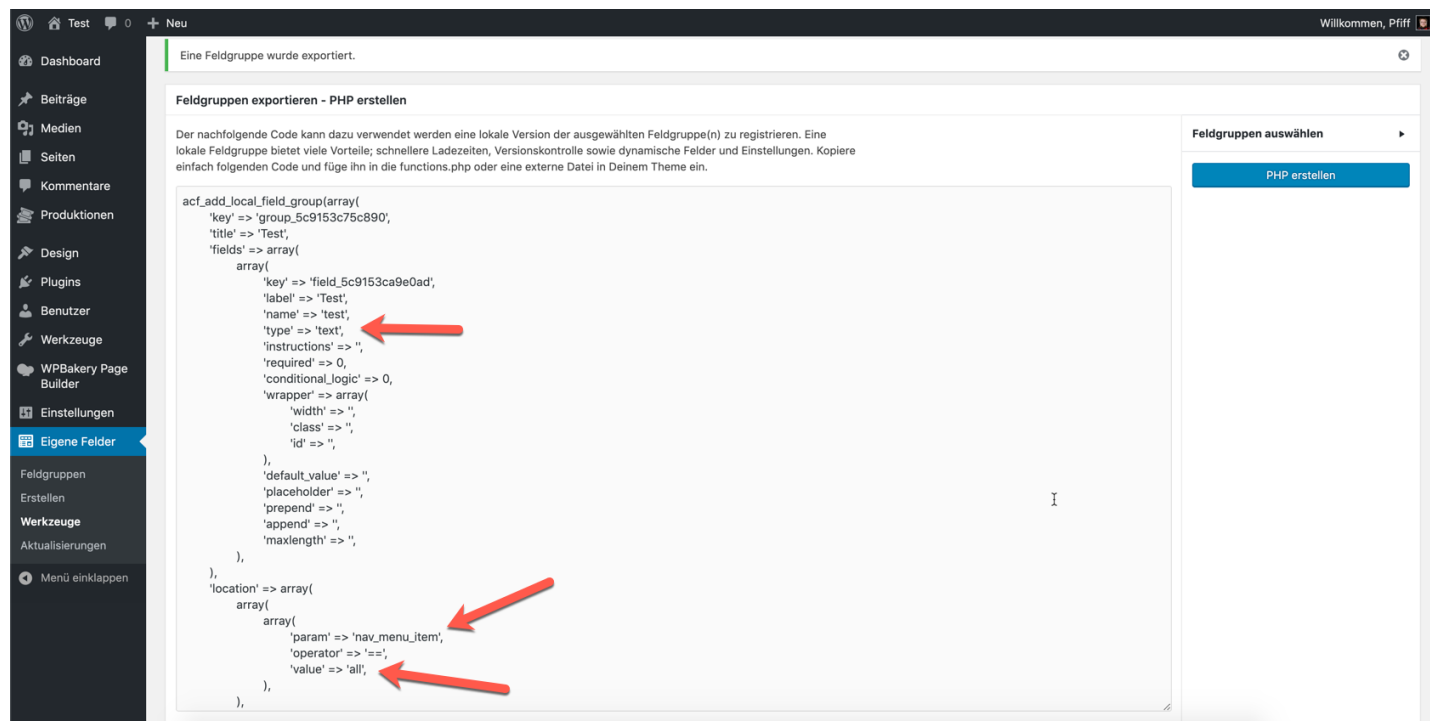 Test 0 Neu Willkommen, Pfiff
Dashboard
Beiträge
Medien
Seiten
Kommentare
Produktionen
Design
Plugins
Benutzer
Werkzeuge
WPBakery Page
Builder
Einstellungen
Eigene Felder
Feldgruppen
Erstellen
Werkzeuge
Aktualisierungen
Menü einklappen
Eine Feldgruppe wurde exportiert.
Feldgruppen exportieren - PHP erstellen
Der nachfolgende Code kann dazu verwendet werden eine lokale Version der ausgewählten Feldgruppe(n) zu registrieren. Eine
lokale Feldgruppe bietet viele Vorteile; schnellere Ladezeiten, Versionskontrolle sowie dynamische Felder und Einstellungen. Kopiere
einfach folgenden Code und füge ihn in die functions.php oder eine externe Datei in Deinem Theme ein.
acf_add_local_field_group(array(
'key' => 'group_5c9153c75c890',
'title' => 'Test',
'fields' => array(
array(
'key' => 'field_5c9153ca9e0ad',
'label' => 'Test',
'name' => 'test',
'type' => 'text',
'instructions' => '',
'required' => 0,
'conditional_logic' => 0,
'wrapper' => array(
'width' => '',
'class' => '',
'id' => '',
),
'default_value' => '',
'placeholder' => '',
'prepend' => '',
'append' => '',
'maxlength' => '',
),
),
'location' => array(
array(
array(
'param' => 'nav_menu_item',
'operator' => '==',
'value' => 'all',
),
),
Feldgruppen auswählen
PHP erstellen